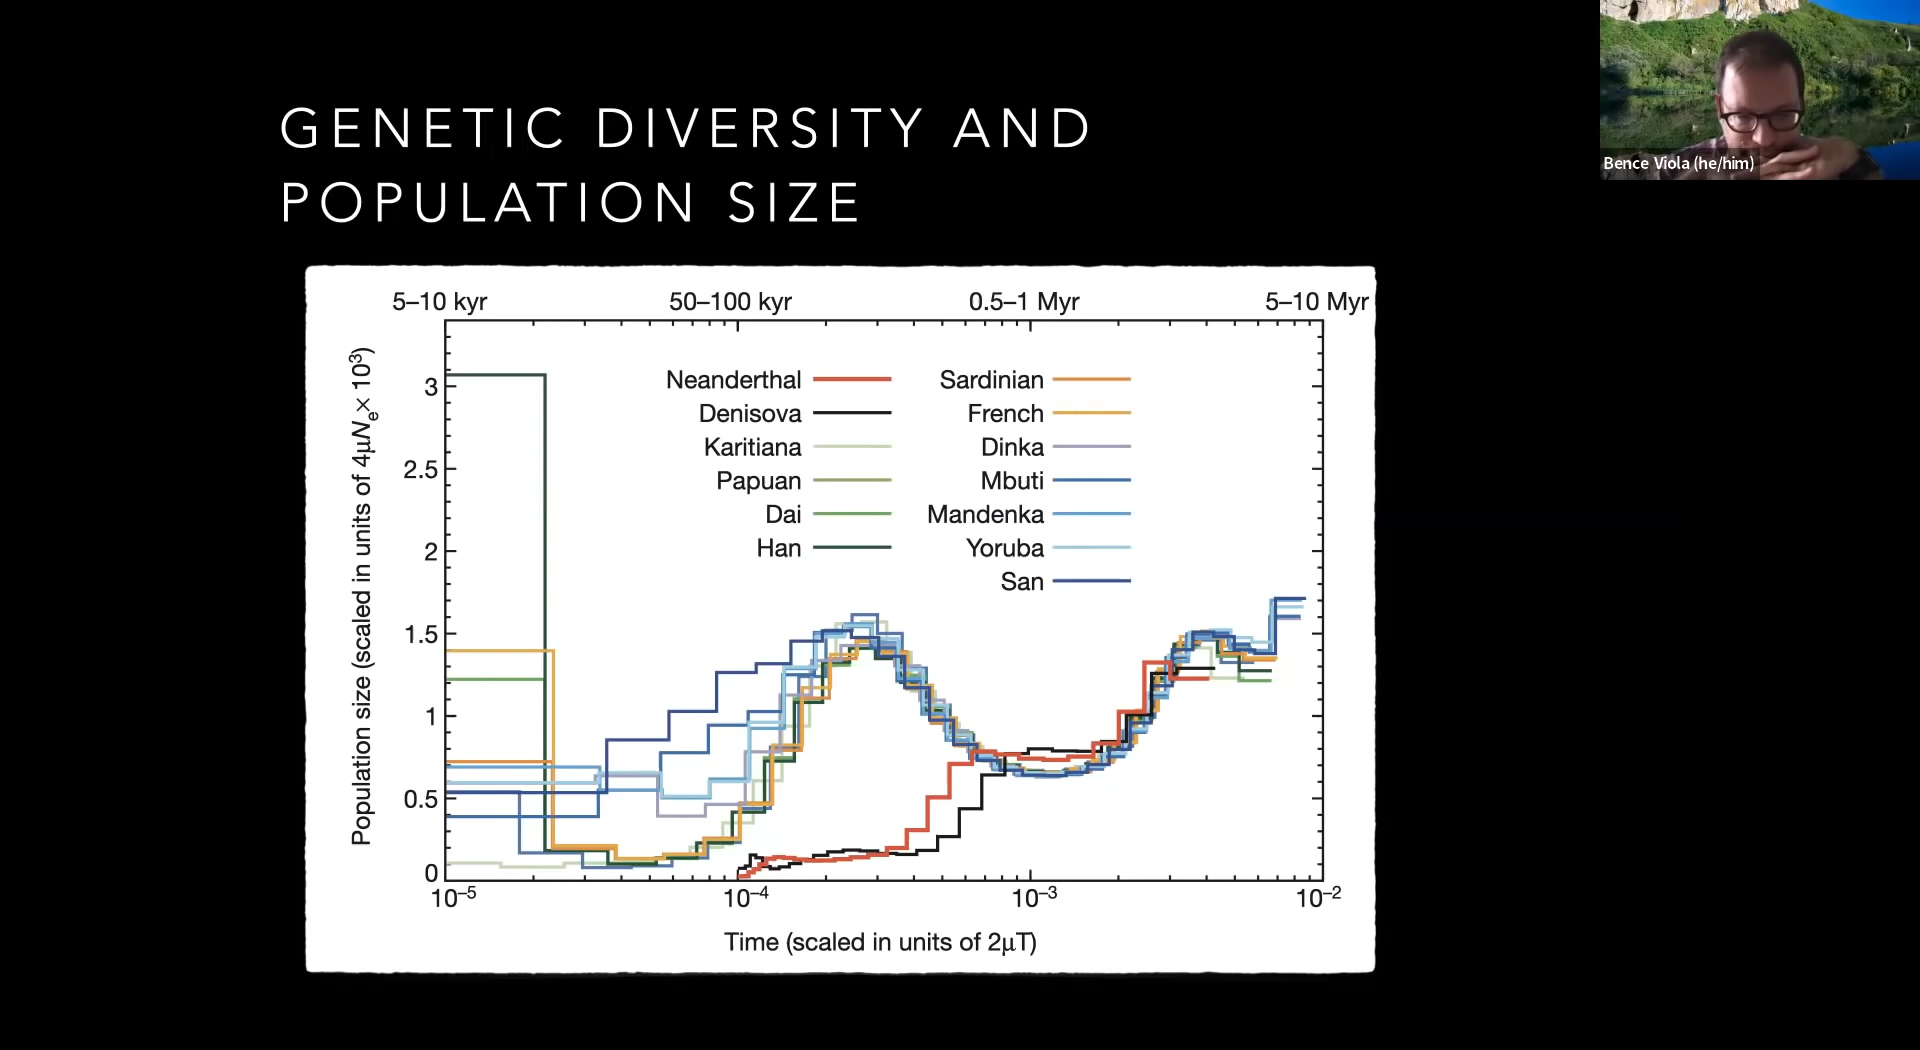 GENETIC DIVERSITY AND
POPULATION SIZE
Bence Viola (he/him)
5–10 kyr
50–100 kyr
0.5–1 Myr
5–10 Myr
Population size (scaled in units of 4μNe× 10³)
3
2.5
2
1.5
1
0.5
0
Neanderthal
Denisova
Karitiana
Papuan
Dai
Han
Sardinian
French
Dinka
Mbuti
Mandenka
Yoruba
San
10–5
10–4
10–3
10–2
Time (scaled in units of 2μT)